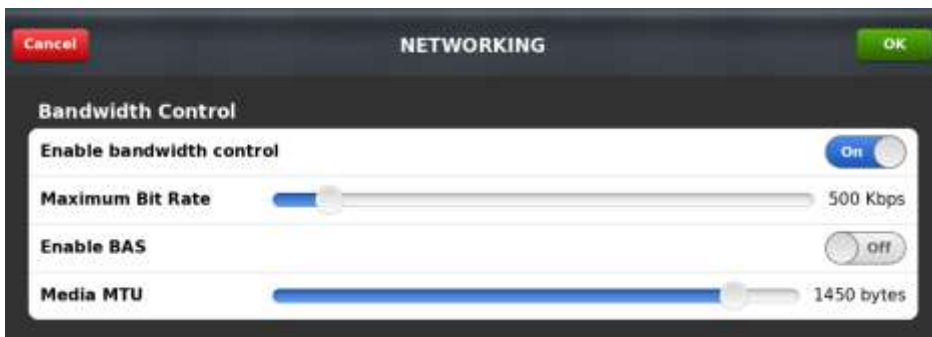 Cancel NETWORKING OK
Bandwidth Control
Enable bandwidth control On
Maximum Bit Rate 500 Kbps
Enable BAS Off
Media MTU 1450 bytes